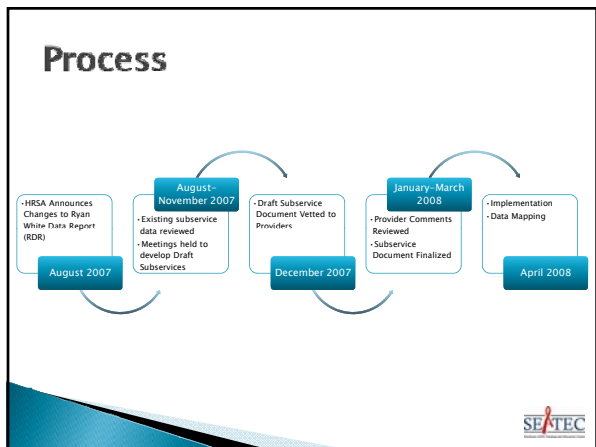 Process
·HRSA Announces
Changes to Ryan
White Data Report
(RDR)
August 2007
August-
November 2007
·Existing subservice
data reviewed
·Meetings held to
develop Draft
Subservices
·Draft Subservice
Document Vetted to
Providers
December 2007
January-March
2008
·Provider Comments
Reviewed
·Subservice
Document Finalized
·Implementation
·Data Mapping
April 2008
SEATEC